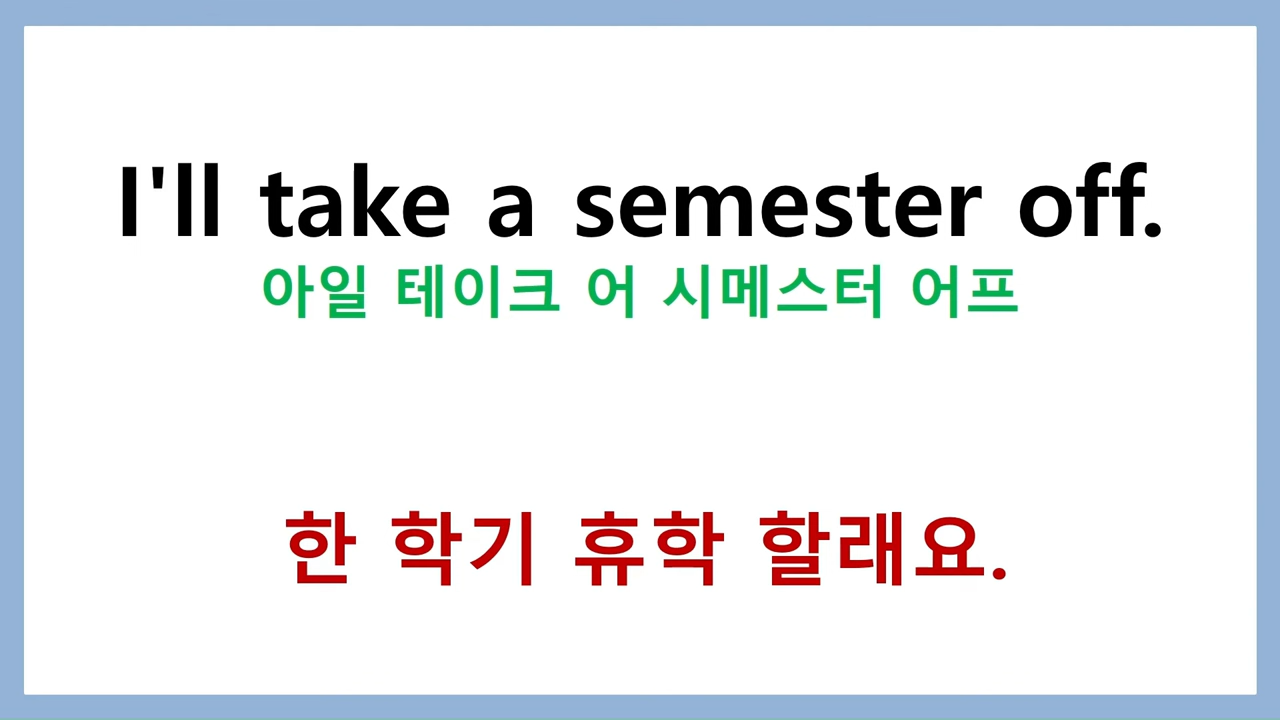 I'll take a semester off.
아일 테이크 어 시메스터 어프
한 학기 휴학 할래요.